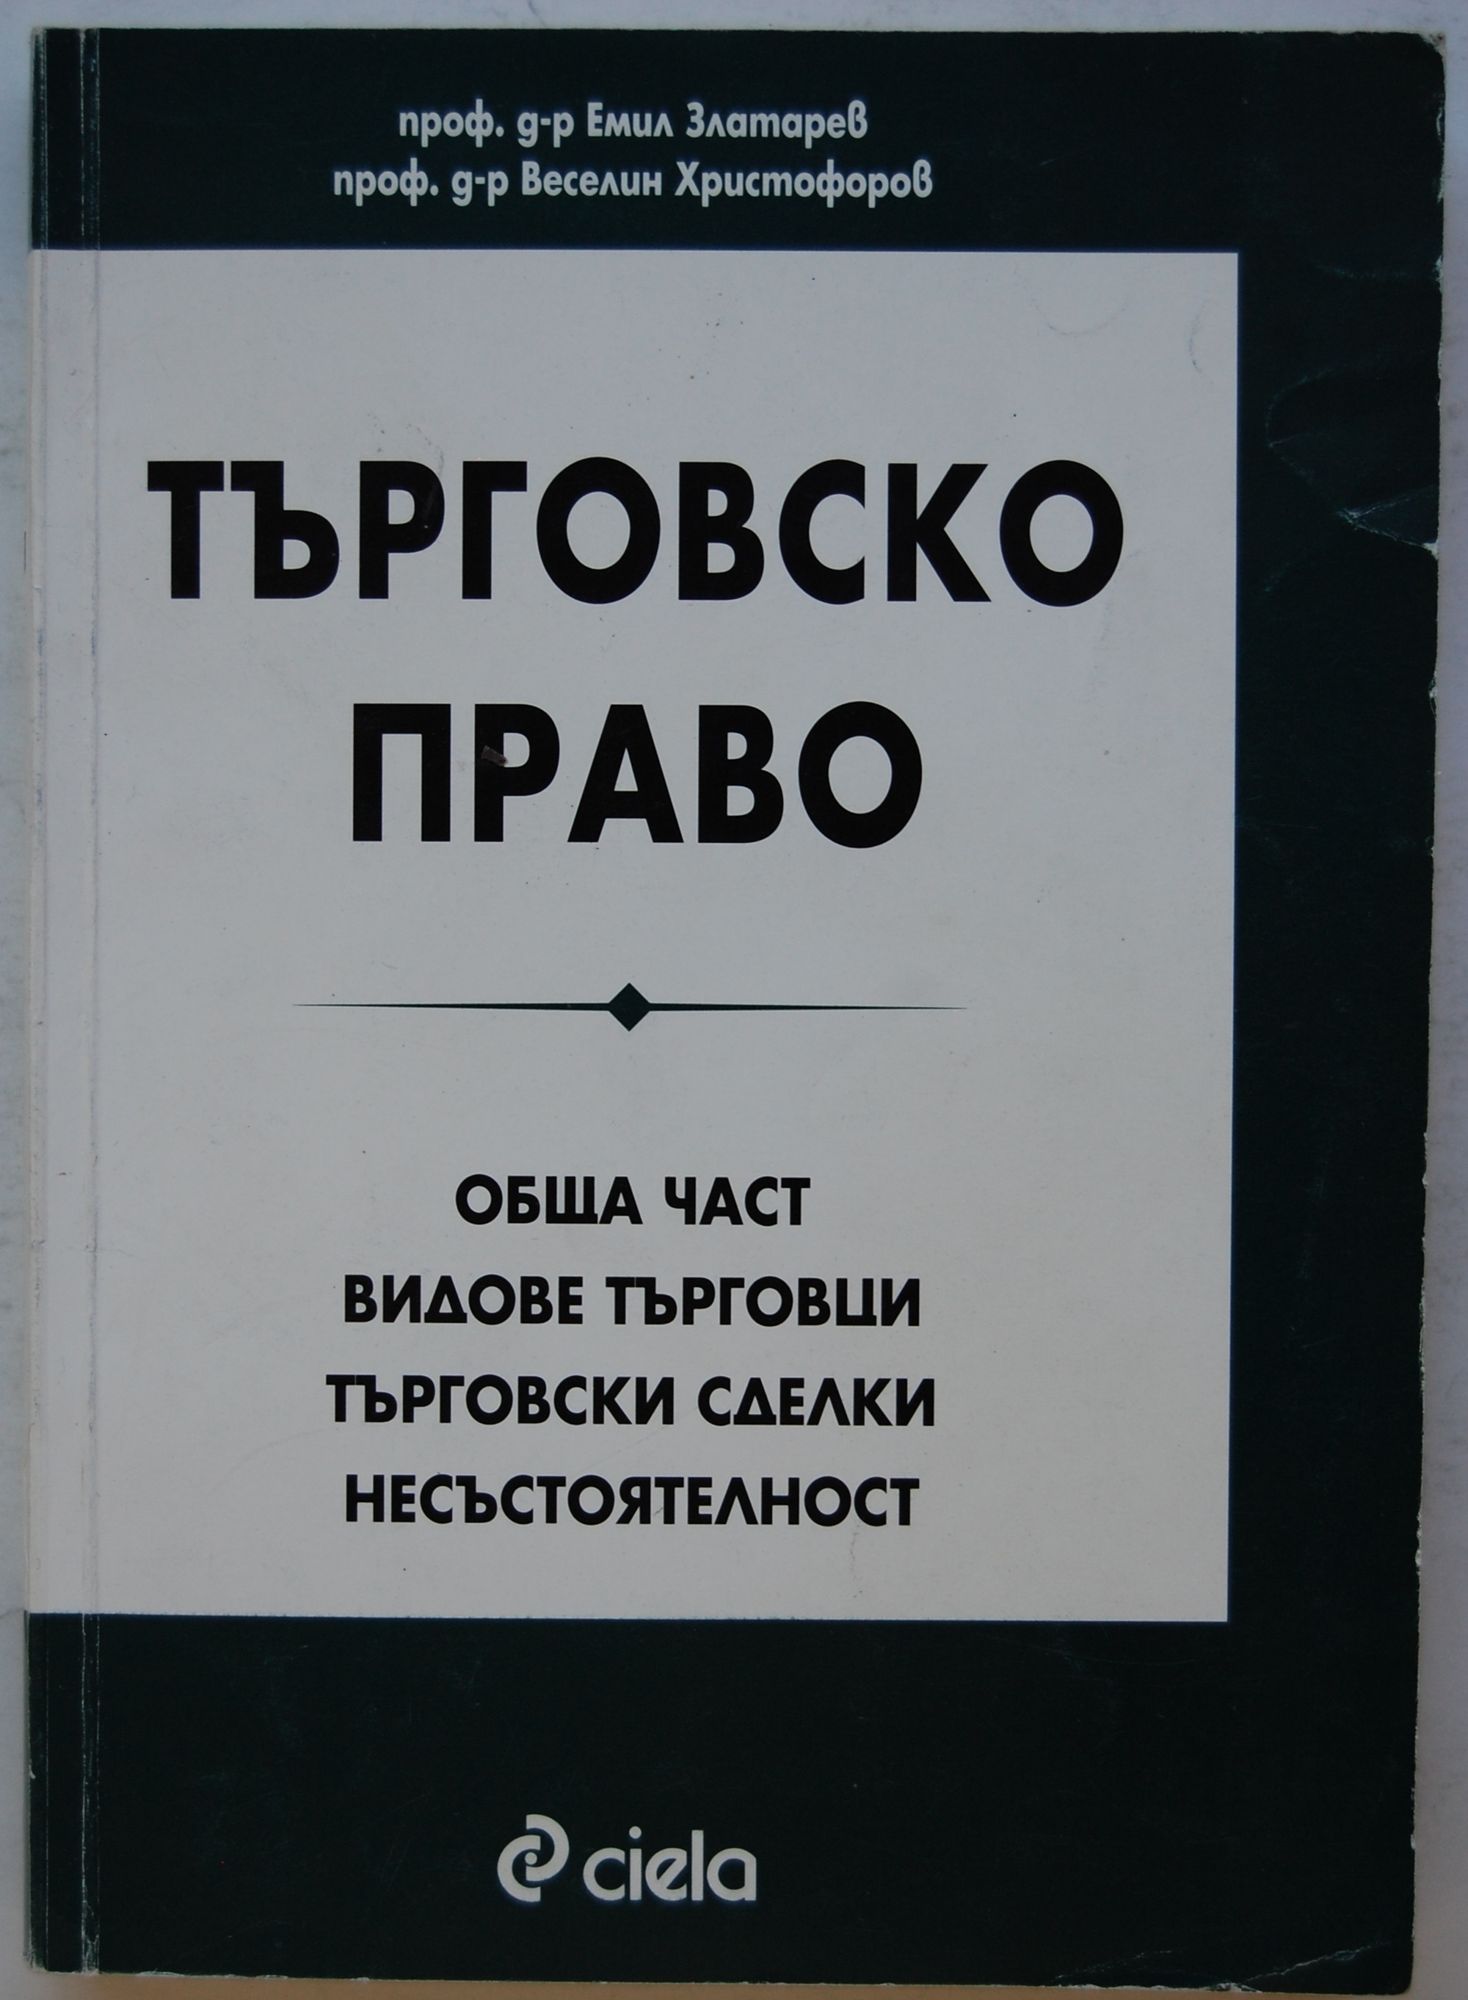 проф. д-р Емил Златарев
проф. д-р Веселин Христофоров
ТЪРГОВСКО
ПРАВО
ОБЩА ЧАСТ
ВИДОВЕ ТЪРГОВЦИ
ТЪРГОВСКИ СДЕЛКИ
НЕСЪСТОЯТЕЛНОСТ
ciela